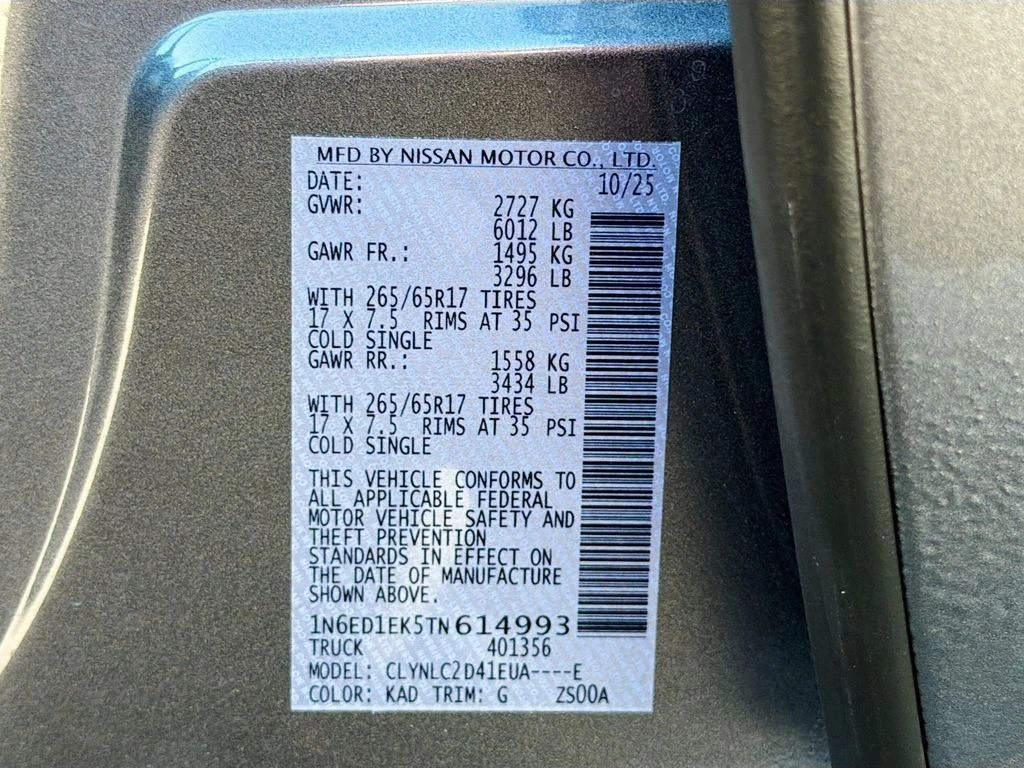 MFD BY NISSAN MOTOR CO., LTD.
DATE: 10/25
GVWR: 2727 KG
6012 LB
GAWR FR.: 1495 KG
3296 LB
WITH 265/65R17 TIRES
17 X 7.5 RIMS AT 35 PSI
COLD SINGLE
GAWR RR.: 1558 KG
3434 LB
WITH 265/65R17 TIRES
17 X 7.5 RIMS AT 35 PSI
COLD SINGLE
THIS VEHICLE CONFORMS TO
ALL APPLICABLE FEDERAL
MOTOR VEHICLE SAFETY AND
THEFT PREVENTION
STANDARDS IN EFFECT ON
THE DATE OF MANUFACTURE
SHOWN ABOVE.
1N6ED1EK5TN614993
TRUCK 401356
MODEL: CLYNLC2D41EUA----E
COLOR: KAD TRIM: G ZS00A